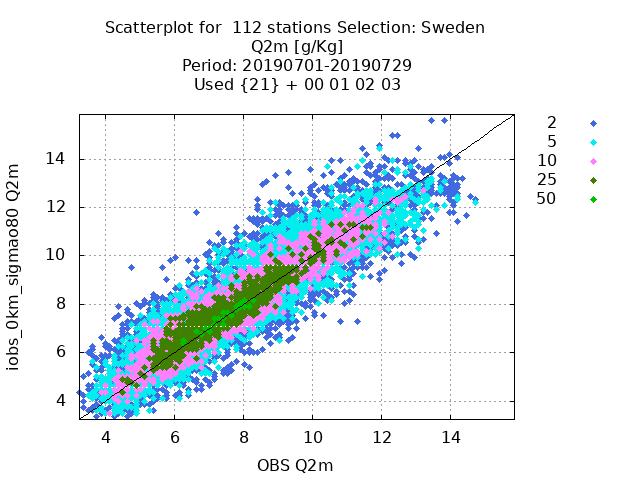 Scatterplot for  112 stations Selection: Sweden
Q2m [g/Kg]
Period: 20190701-20190729
Used {21} + 00 01 02 03
2
5
10
25
50
14
12
10
8
6
4
iobs_0km_sigmao80 Q2m
4 6 8 10 12 14
OBS Q2m